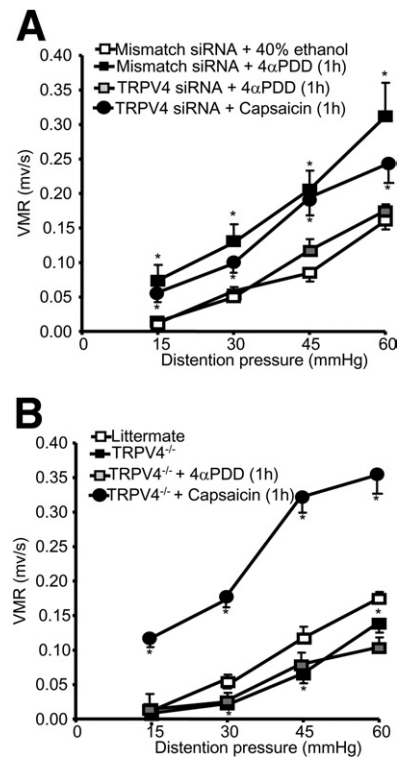 A
Mismatch siRNA + 40% ethanol
Mismatch siRNA + 4αPDD (1h)
TRPV4 siRNA + 4αPDD (1h)
TRPV4 siRNA + Capsaicin (1h)
VMR (mv/s)
0.40
0.35
0.30
0.25
0.20
0.15
0.10
0.05
0.00
0 15 30 45 60
Distention pressure (mmHg)
B
Littermate
TRPV4-/-
TRPV4-/- + 4αPDD (1h)
TRPV4-/- + Capsaicin (1h)
VMR (mv/s)
0.40
0.35
0.30
0.25
0.20
0.15
0.10
0.05
0.00
0 15 30 45 60
Distention pressure (mmHg)